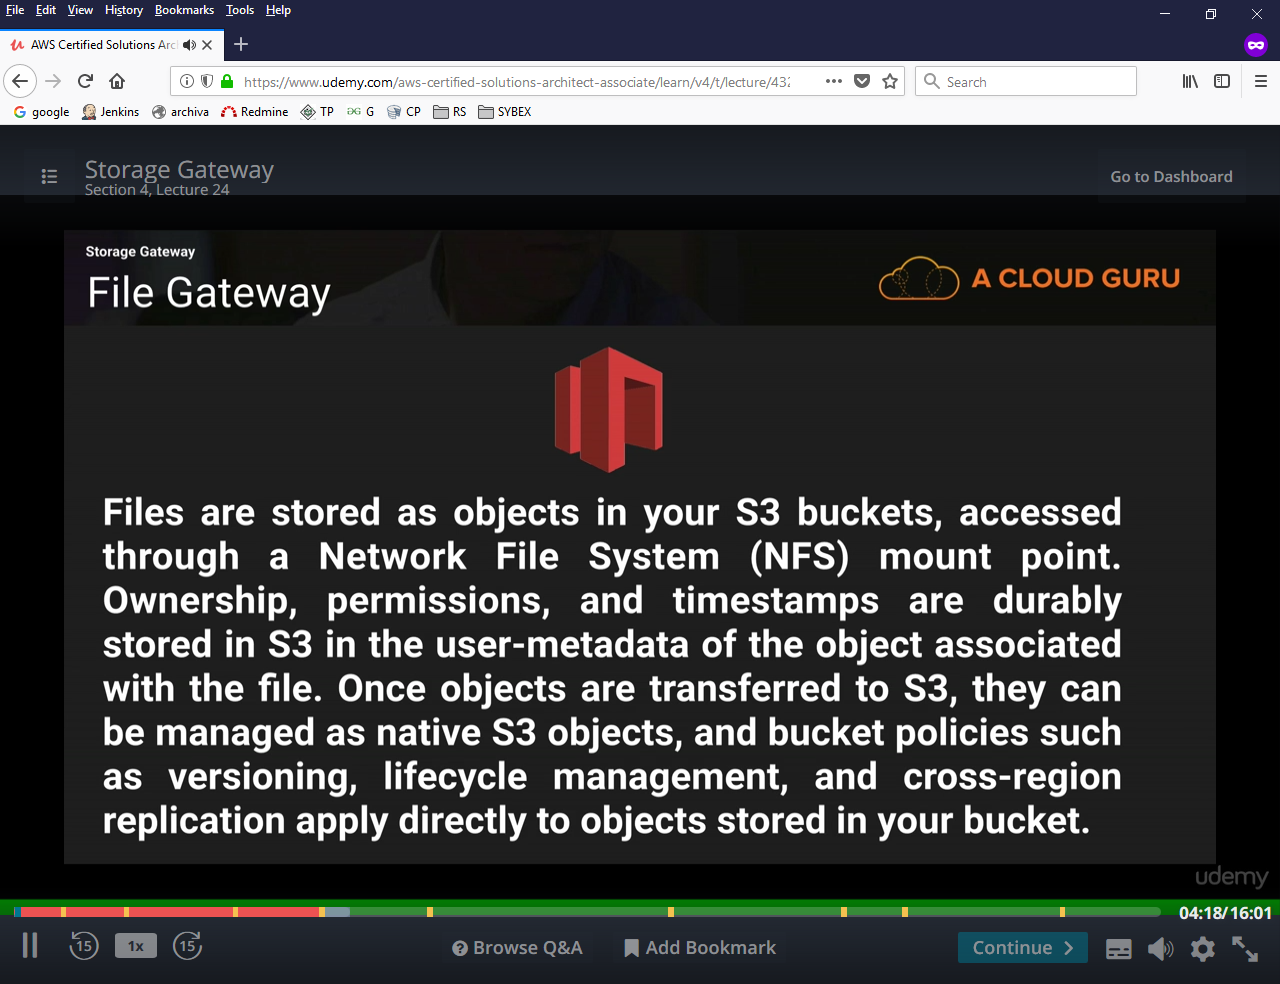 File Edit View History Bookmarks Tools Help
AWS Certified Solutions Arc
https://www.udemy.com/aws-certified-solutions-architect-associate/learn/v4/t/lecture/432
Search
google Jenkins archiva Redmine TP G CP RS SYBEX
Storage Gateway
Section 4, Lecture 24
Go to Dashboard
Storage Gateway
File Gateway
A CLOUD GURU
Files are stored as objects in your S3 buckets, accessed
through a Network File System (NFS) mount point.
Ownership, permissions, and timestamps are durably
stored in S3 in the user-metadata of the object associated
with the file. Once objects are transferred to S3, they can
be managed as native S3 objects, and bucket policies such
as versioning, lifecycle management, and cross-region
replication apply directly to objects stored in your bucket.
udemy
04:18/16:01
15 1x 15 Browse Q&A Add Bookmark Continue